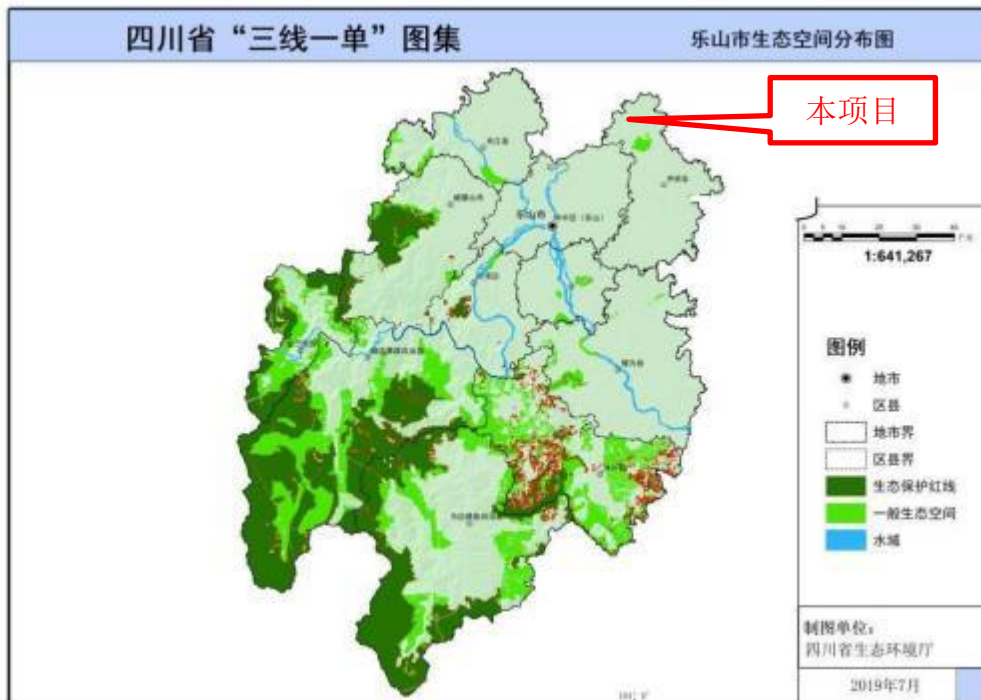 四川省“三线一单”图集
乐山市生态空间分布图
本项目
乐山市
1:641,267
图例
地市
区县
地市界
区县界
生态保护红线
一般生态空间
水域
制图单位：
四川省生态环境厅
2019年7月